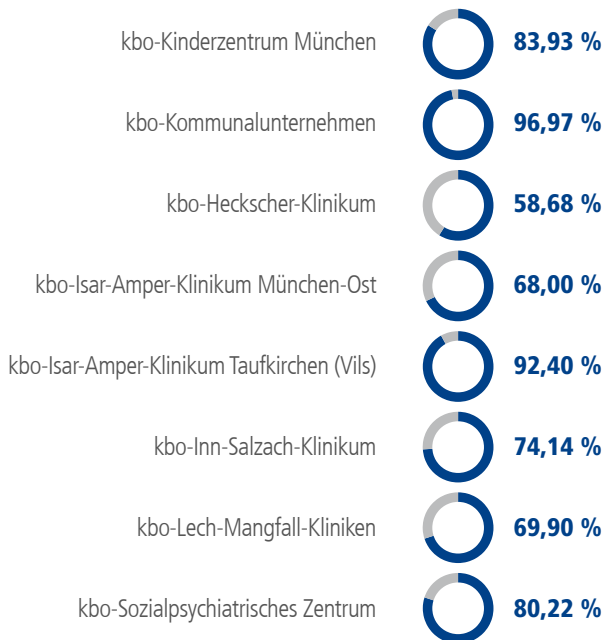 kbo-Kinderzentrum München 83,93 %
kbo-Kommunalunternehmen 96,97 %
kbo-Heckscher-Klinikum 58,68 %
kbo-Isar-Amper-Klinikum München-Ost 68,00 %
kbo-Isar-Amper-Klinikum Taufkirchen (Vils) 92,40 %
kbo-Inn-Salzach-Klinikum 74,14 %
kbo-Lech-Mangfall-Kliniken 69,90 %
kbo-Sozialpsychiatrisches Zentrum 80,22 %